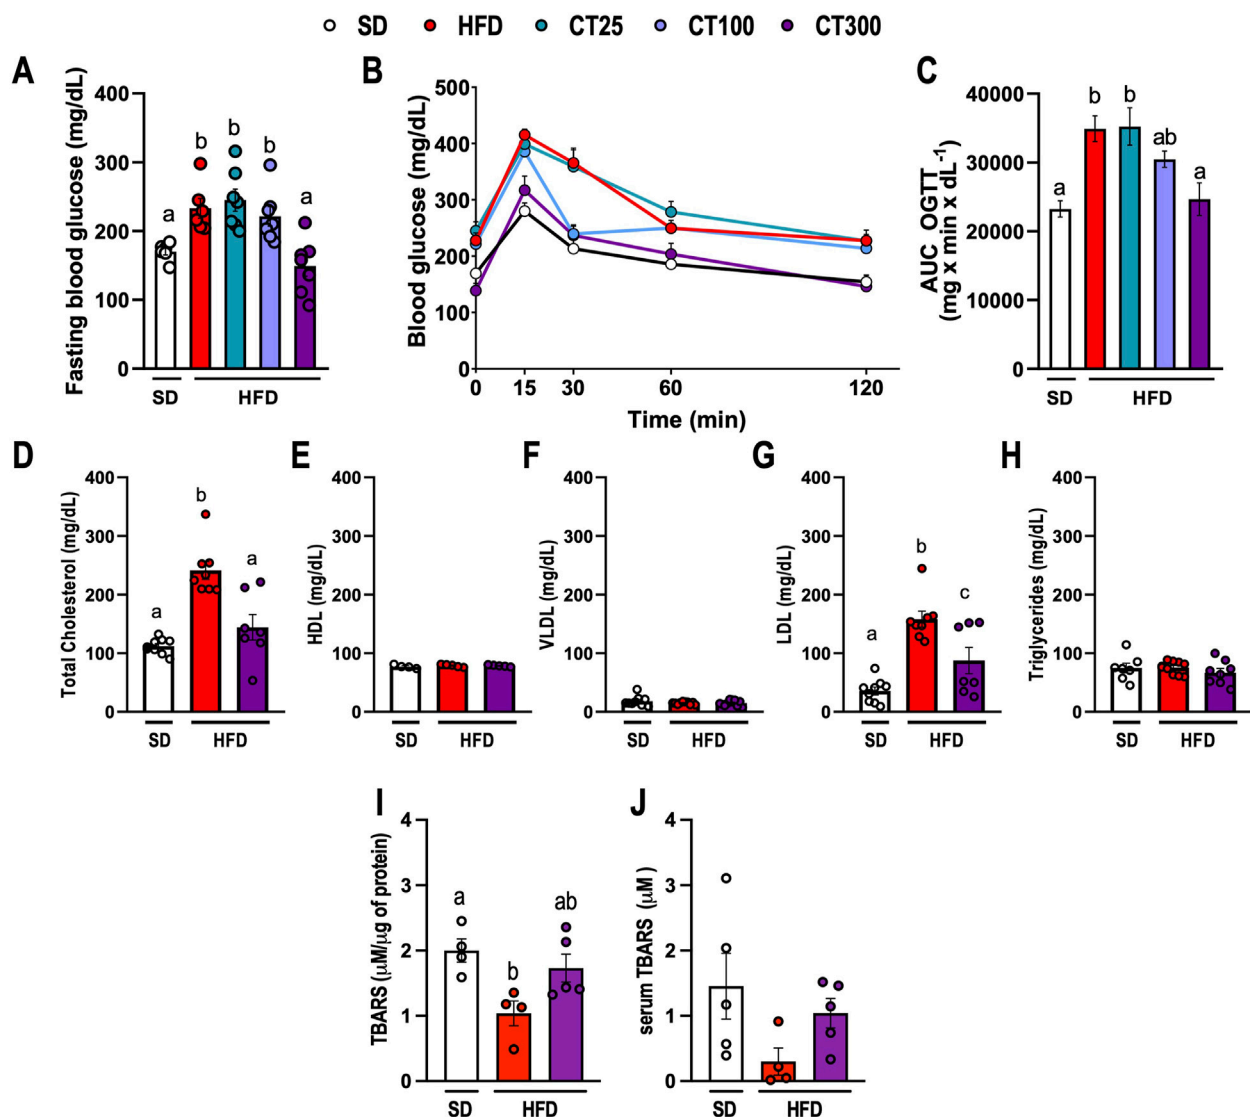 SD HFD CT25 CT100 CT300
A
Fasting blood glucose (mg/dL)
400
300
200
100
0
a
b
b
b
a
SD
HFD
B
Blood glucose (mg/dL)
500
400
300
200
100
0
0 15 30 60 120
Time (min)
C
AUC OGTT
(mg x min x dL-1)
40000
30000
20000
10000
0
a
b
b
ab
a
SD
HFD
D
Total Cholesterol (mg/dL)
400
300
200
100
0
a
b
a
SD
HFD
E
HDL (mg/dL)
400
300
200
100
0
SD
HFD
F
VLDL (mg/dL)
400
300
200
100
0
SD
HFD
G
LDL (mg/dL)
400
300
200
100
0
a
b
c
SD
HFD
H
Triglycerides (mg/dL)
400
300
200
100
0
SD
HFD
I
TBARS (μM/μg of protein)
4
3
2
1
0
a
b
ab
SD
HFD
J
serum TBARS (μM )
4
3
2
1
0
SD
HFD